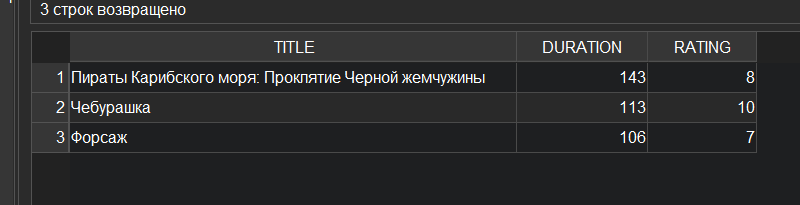 3 строк возвращено
TITLE DURATION RATING
1 Пираты Карибского моря: Проклятие Черной жемчужины 143 8
2 Чебурашка 113 10
3 Форсаж 106 7